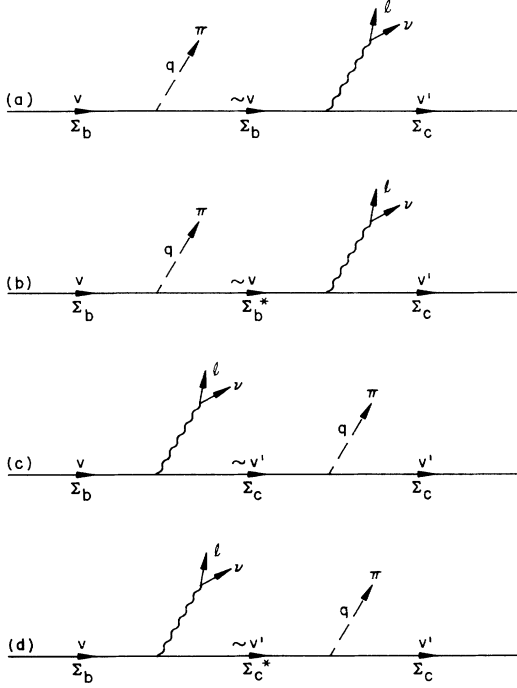 ℓ
π
ν
q
(a) v ~v v'
Σb Σb Σc
ℓ
π
ν
q
(b) v ~v v'
Σb Σb* Σc
ℓ
ν
π
q
(c) v ~v' v'
Σb Σc Σc
ℓ
ν
π
q
(d) v ~v' v'
Σb Σc* Σc